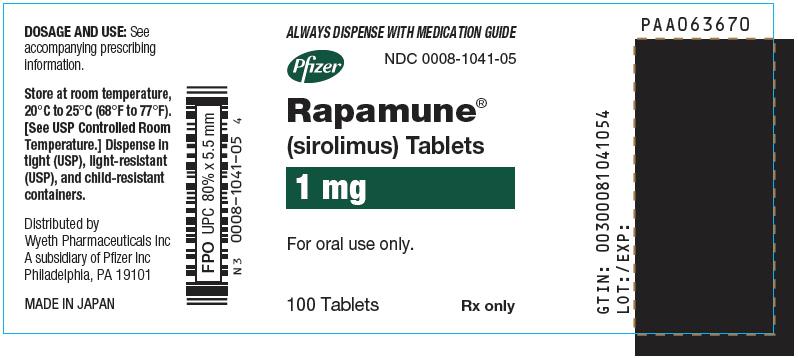 DOSAGE AND USE: See
accompanying prescribing
information.
Store at room temperature,
20°C to 25°C (68°F to 77°F).
[See USP Controlled Room
Temperature.] Dispense in
tight (USP), light-resistant
(USP), and child-resistant
containers.
Distributed by
Wyeth Pharmaceuticals Inc
A subsidiary of Pfizer Inc
Philadelphia, PA 19101
MADE IN JAPAN
FPO UPC 80% x 5.5 mm
N3 0008-1041-05 4
ALWAYS DISPENSE WITH MEDICATION GUIDE
Pfizer
NDC 0008-1041-05
Rapamune®
(sirolimus) Tablets
1 mg
For oral use only.
100 Tablets
Rx only
PAA063670
GTIN: 00300081041054
LOT:/EXP: